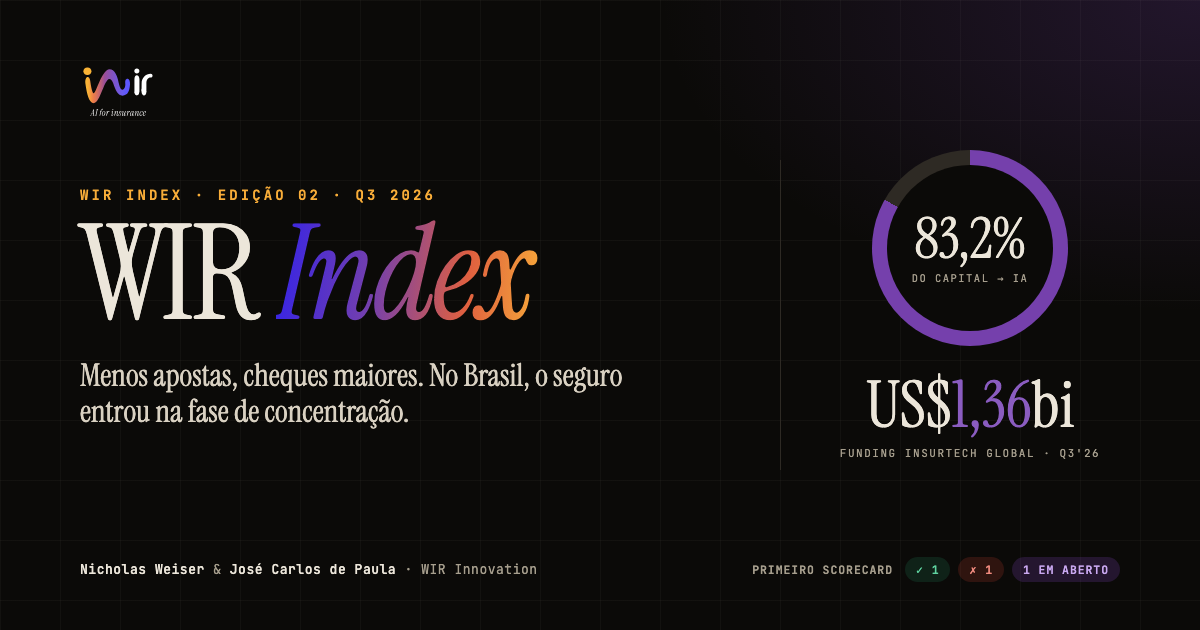 wir
AI for insurance
WIR INDEX · EDIÇÃO 02 · Q3 2026
WIR Index
Menos apostas, cheques maiores. No Brasil, o seguro
entrou na fase de concentração.
83,2%
DO CAPITAL → IA
US$1,36bi
FUNDING INSURTECH GLOBAL · Q3'26
Nicholas Weiser & José Carlos de Paula · WIR Innovation
PRIMEIRO SCORECARD ✓ 1 ✗ 1 1 EM ABERTO